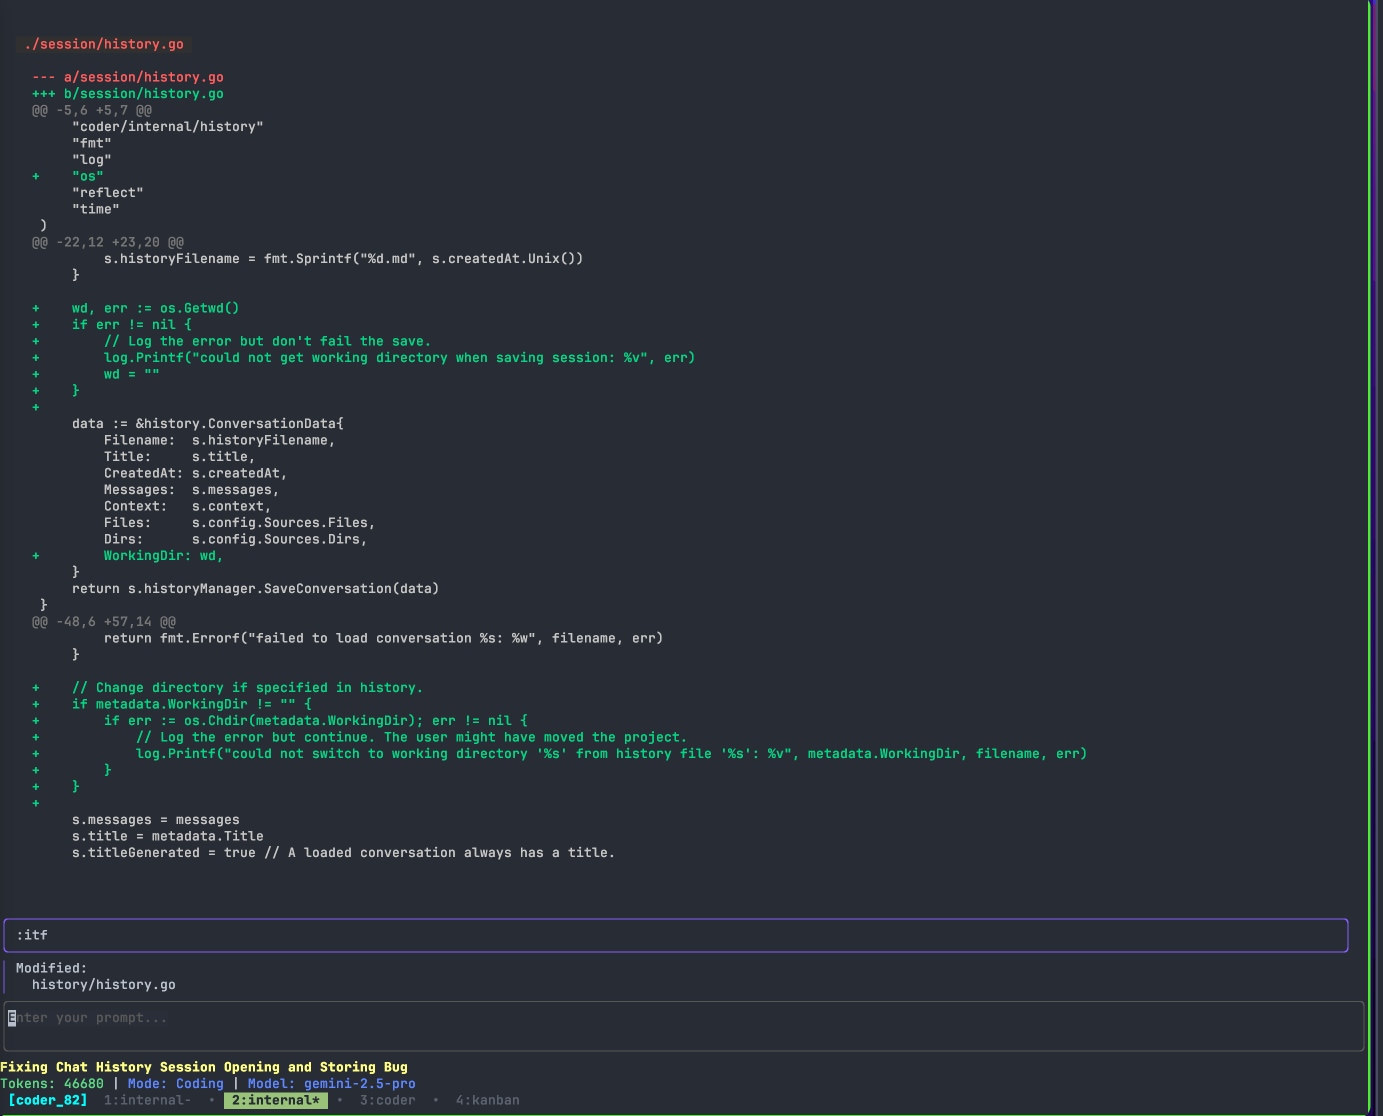 ./session/history.go
--- a/session/history.go
+++ b/session/history.go
@@ -5,6 +5,7 @@
"coder/internal/history"
"fmt"
"log"
+ "os"
"reflect"
"time"
)
@@ -22,12 +23,20 @@
s.historyFilename = fmt.Sprintf("%d.md", s.createdAt.Unix())
}
+ wd, err := os.Getwd()
+ if err != nil {
+ // Log the error but don't fail the save.
+ log.Printf("could not get working directory when saving session: %v", err)
+ wd = ""
+ }
+
data := &history.ConversationData{
Filename: s.historyFilename,
Title: s.title,
CreatedAt: s.createdAt,
Messages: s.messages,
Context: s.context,
Files: s.config.Sources.Files,
Dirs: s.config.Sources.Dirs,
+ WorkingDir: wd,
}
return s.historyManager.SaveConversation(data)
}
@@ -48,6 +57,14 @@
return fmt.Errorf("failed to load conversation %s: %w", filename, err)
}
+ // Change directory if specified in history.
+ if metadata.WorkingDir != "" {
+ if err := os.Chdir(metadata.WorkingDir); err != nil {
+ // Log the error but continue. The user might have moved the project.
+ log.Printf("could not switch to working directory '%s' from history file '%s': %v", metadata.WorkingDir, filename, err)
+ }
+ }
+
s.messages = messages
s.title = metadata.Title
s.titleGenerated = true // A loaded conversation always has a title.
:itf
Modified:
history/history.go
Enter your prompt...
Fixing Chat History Session Opening and Storing Bug
Tokens: 46680 | Mode: Coding | Model: gemini-2.5-pro
[coder_82] 1:internal- • 2:internal* • 3:coder • 4:kanban